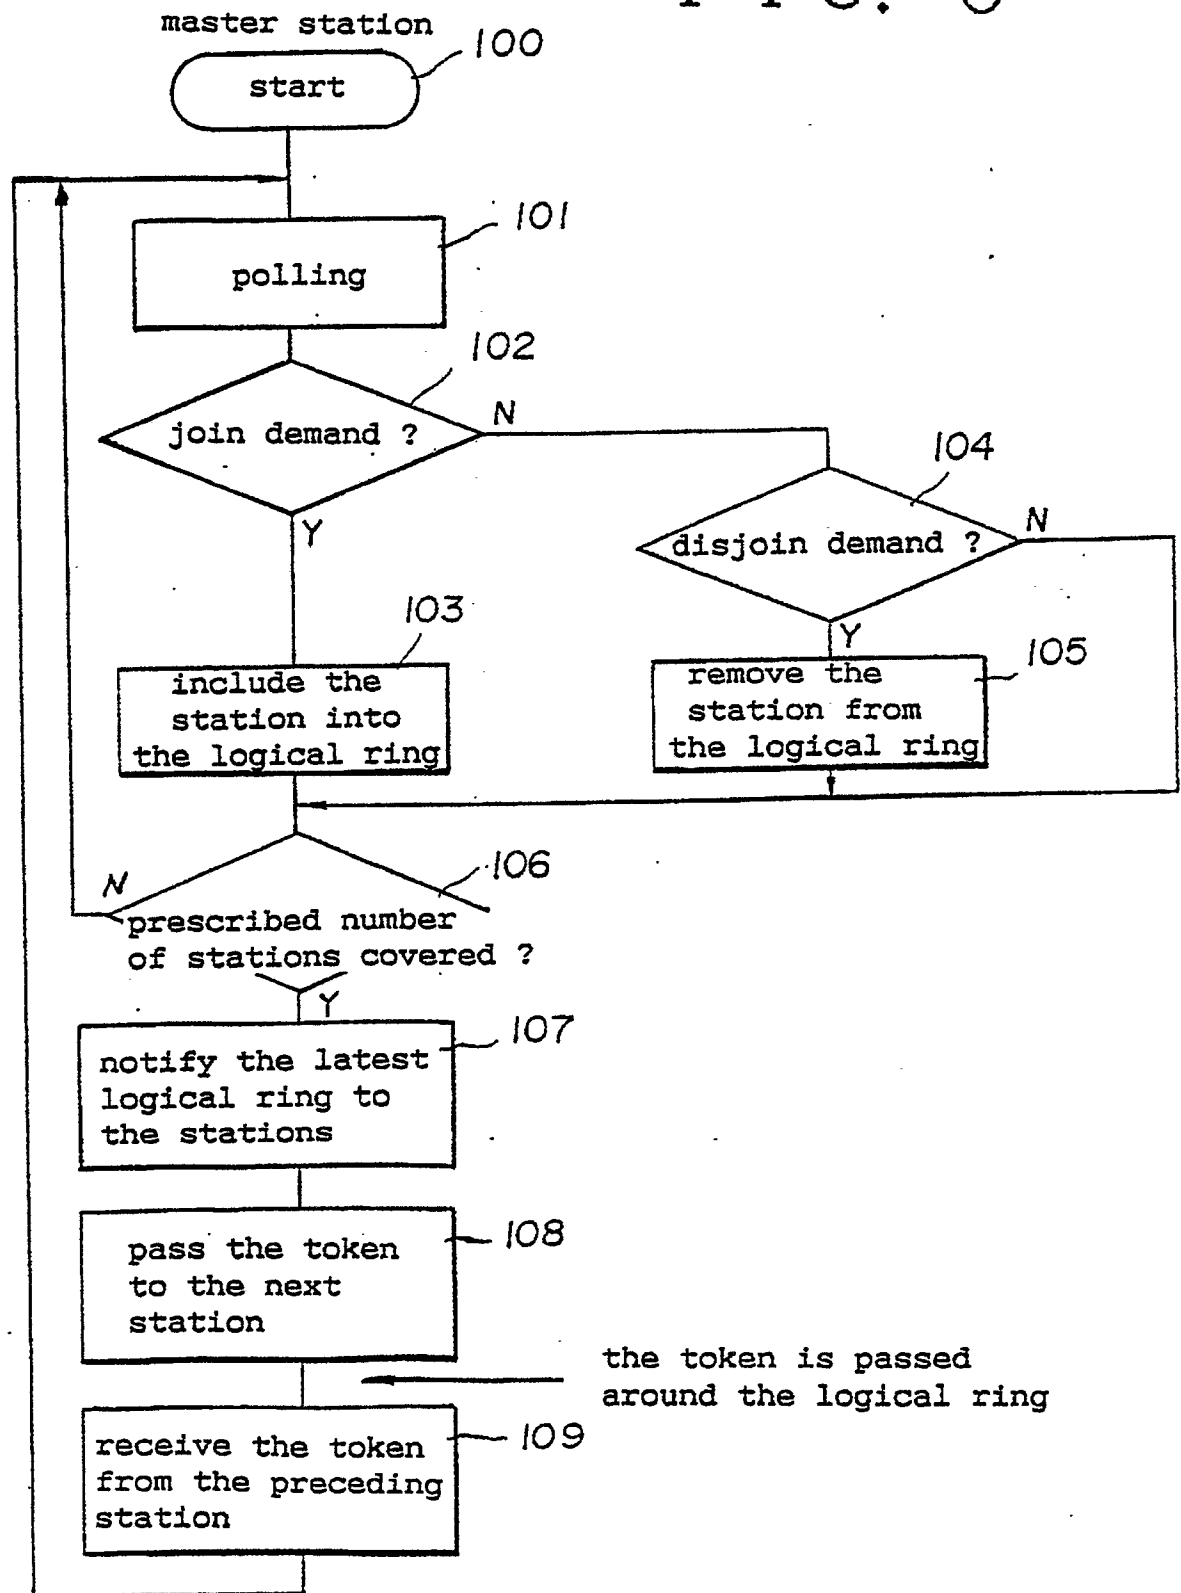 master station
100
start
101
polling
102
join demand ?
N
Y
104
disjoin demand ?
N
Y
103
include the
station into
the logical ring
105
remove the
station from
the logical ring
106
N
prescribed number
of stations covered ?
Y
107
notify the latest
logical ring to
the stations
108
pass the token
to the next
station
the token is passed
around the logical ring
109
receive the token
from the preceding
station